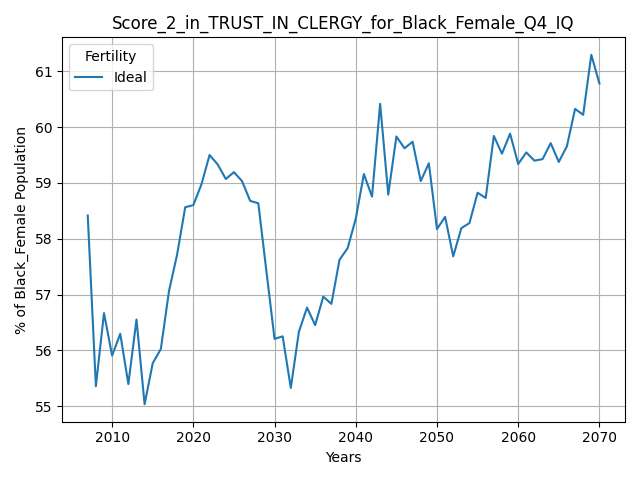 Score_2_in_TRUST_IN_CLERGY_for_Black_Female_Q4_IQ
Fertility
Ideal
% of Black_Female Population
61
60
59
58
57
56
55
2010 2020 2030 2040 2050 2060 2070
Years